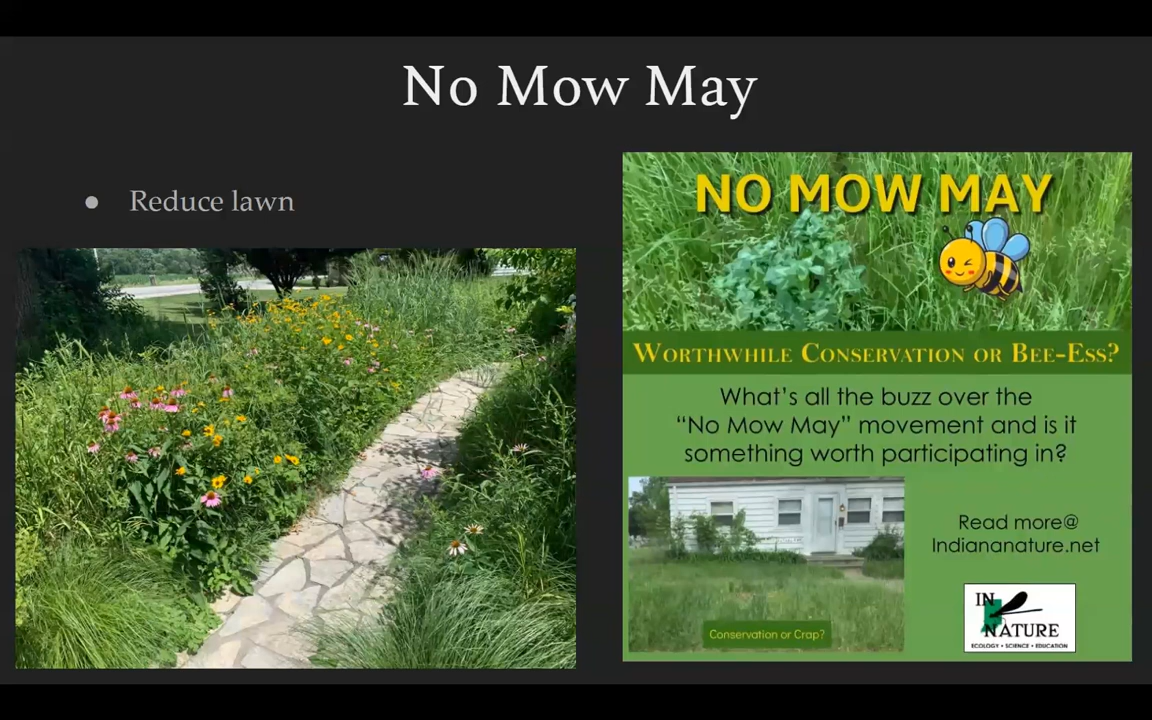 No Mow May
● Reduce lawn
NO MOW MAY
WORTHWHILE CONSERVATION OR BEE-ESS?
What's all the buzz over the
“No Mow May” movement and is it
something worth participating in?
Conservation or Crap?
Read more@
Indiananature.net
IN
NATURE
ECOLOGY • SCIENCE • EDUCATION